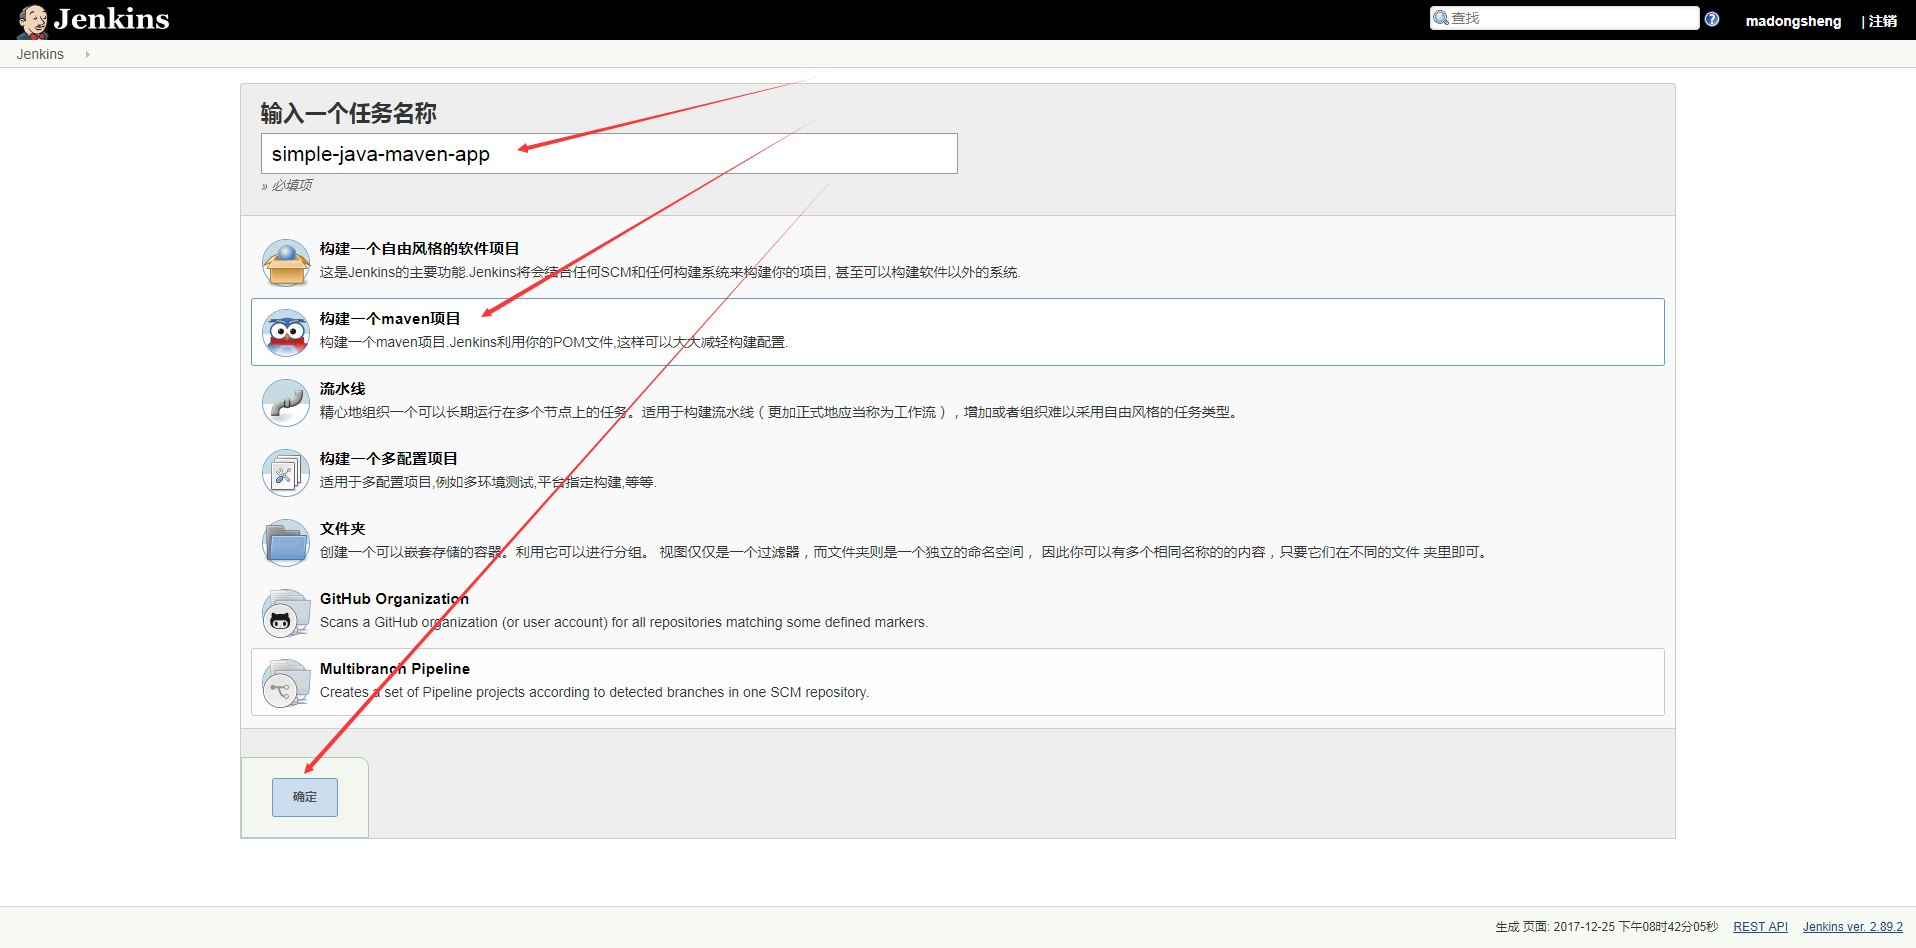 Jenkins
查找
madongsheng
| 注销
Jenkins
输入一个任务名称
simple-java-maven-app
» 必填项
构建一个自由风格的软件项目
这是Jenkins的主要功能.Jenkins将会结合任何SCM和任何构建系统来构建你的项目, 甚至可以构建软件以外的系统.
构建一个maven项目
构建一个maven项目.Jenkins利用你的POM文件,这样可以大大减轻构建配置.
流水线
精心地组织一个可以长期运行在多个节点上的任务。适用于构建流水线（更加正式地应当称为工作流），增加或者组织难以采用自由风格的任务类型。
构建一个多配置项目
适用于多配置项目,例如多环境测试,平台指定构建,等等.
文件夹
创建一个可以嵌套存储的容器。利用它可以进行分组。 视图仅仅是一个过滤器，而文件夹则是一个独立的命名空间， 因此你可以有多个相同名称的的内容，只要它们在不同的文件 夹里即可。
GitHub Organization
Scans a GitHub organization (or user account) for all repositories matching some defined markers.
Multibranch Pipeline
Creates a set of Pipeline projects according to detected branches in one SCM repository.
确定
生成 页面: 2017-12-25 下午08时42分05秒 REST API Jenkins ver. 2.89.2